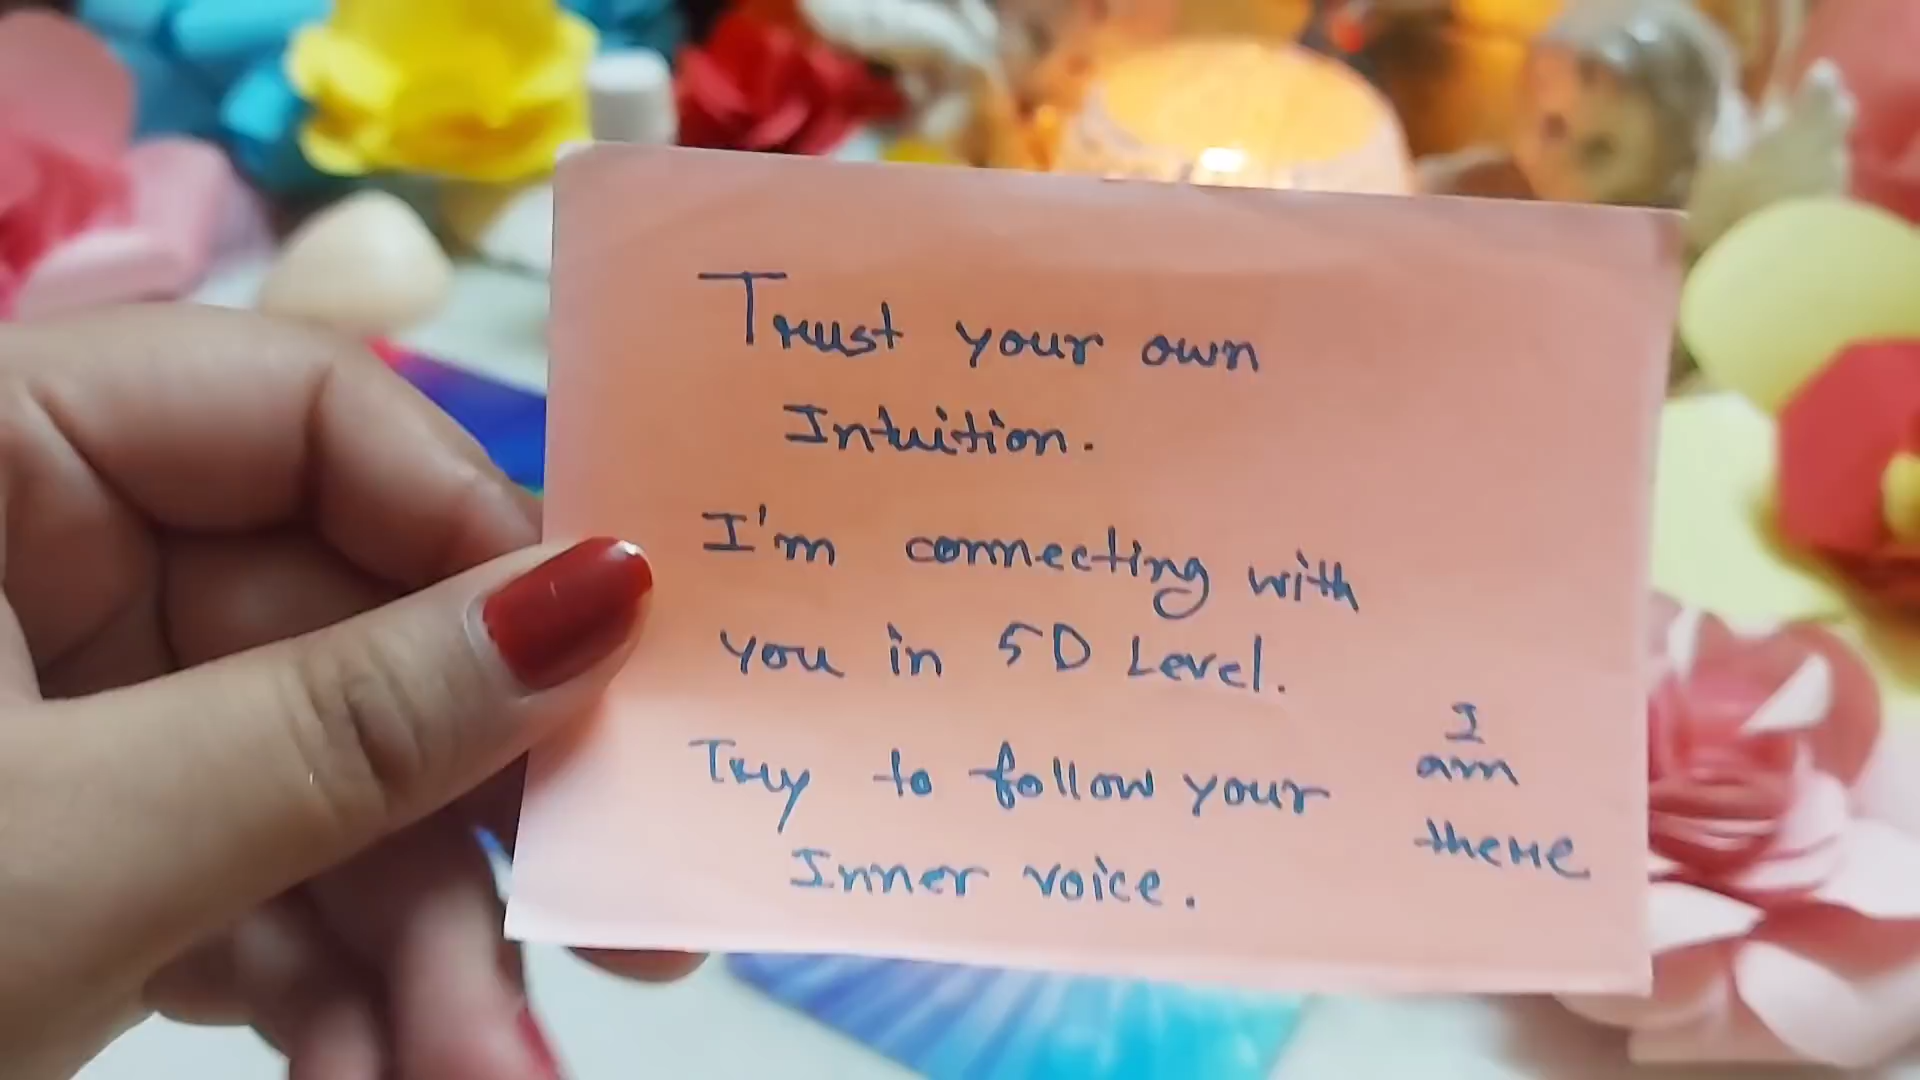 Trust your own
Intuition.
I'm connecting with
you in 5D Level.
Try to follow your
Inner voice.
I
am
there